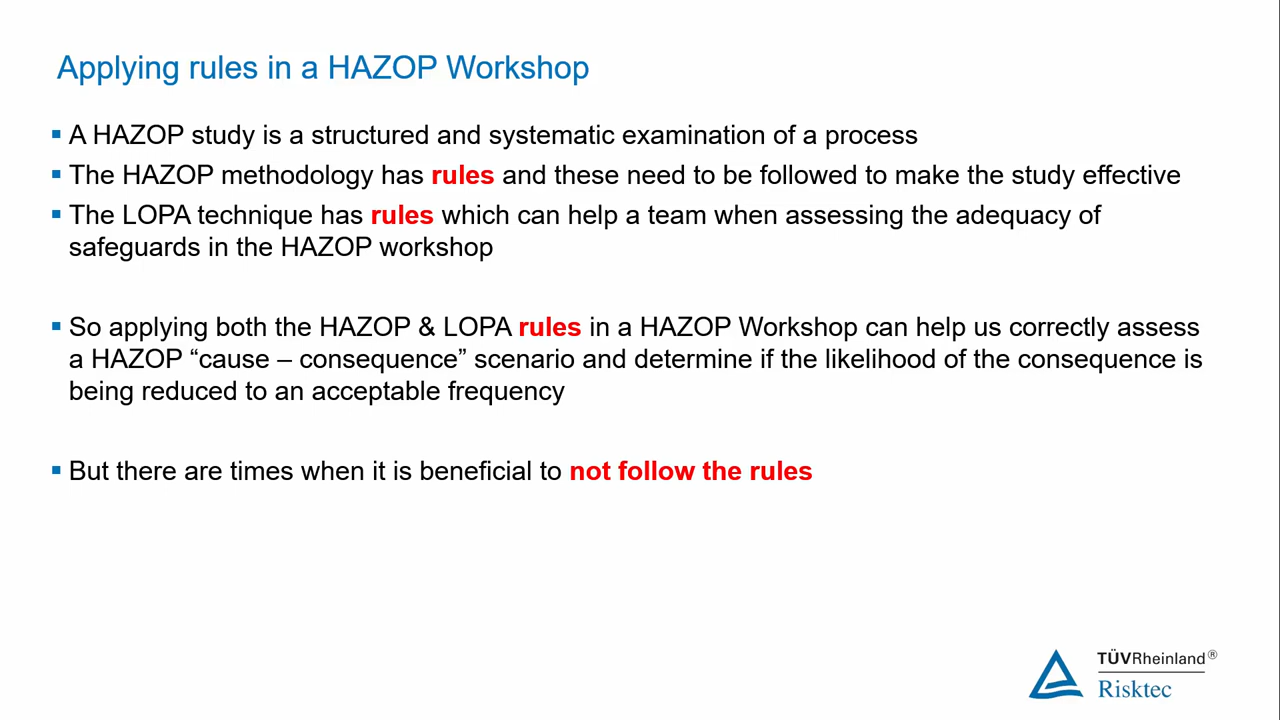 Applying rules in a HAZOP Workshop
▪ A HAZOP study is a structured and systematic examination of a process
▪ The HAZOP methodology has rules and these need to be followed to make the study effective
▪ The LOPA technique has rules which can help a team when assessing the adequacy of
safeguards in the HAZOP workshop
▪ So applying both the HAZOP & LOPA rules in a HAZOP Workshop can help us correctly assess
a HAZOP “cause – consequence” scenario and determine if the likelihood of the consequence is
being reduced to an acceptable frequency
▪ But there are times when it is beneficial to not follow the rules
TÜVRheinland®
Risktec